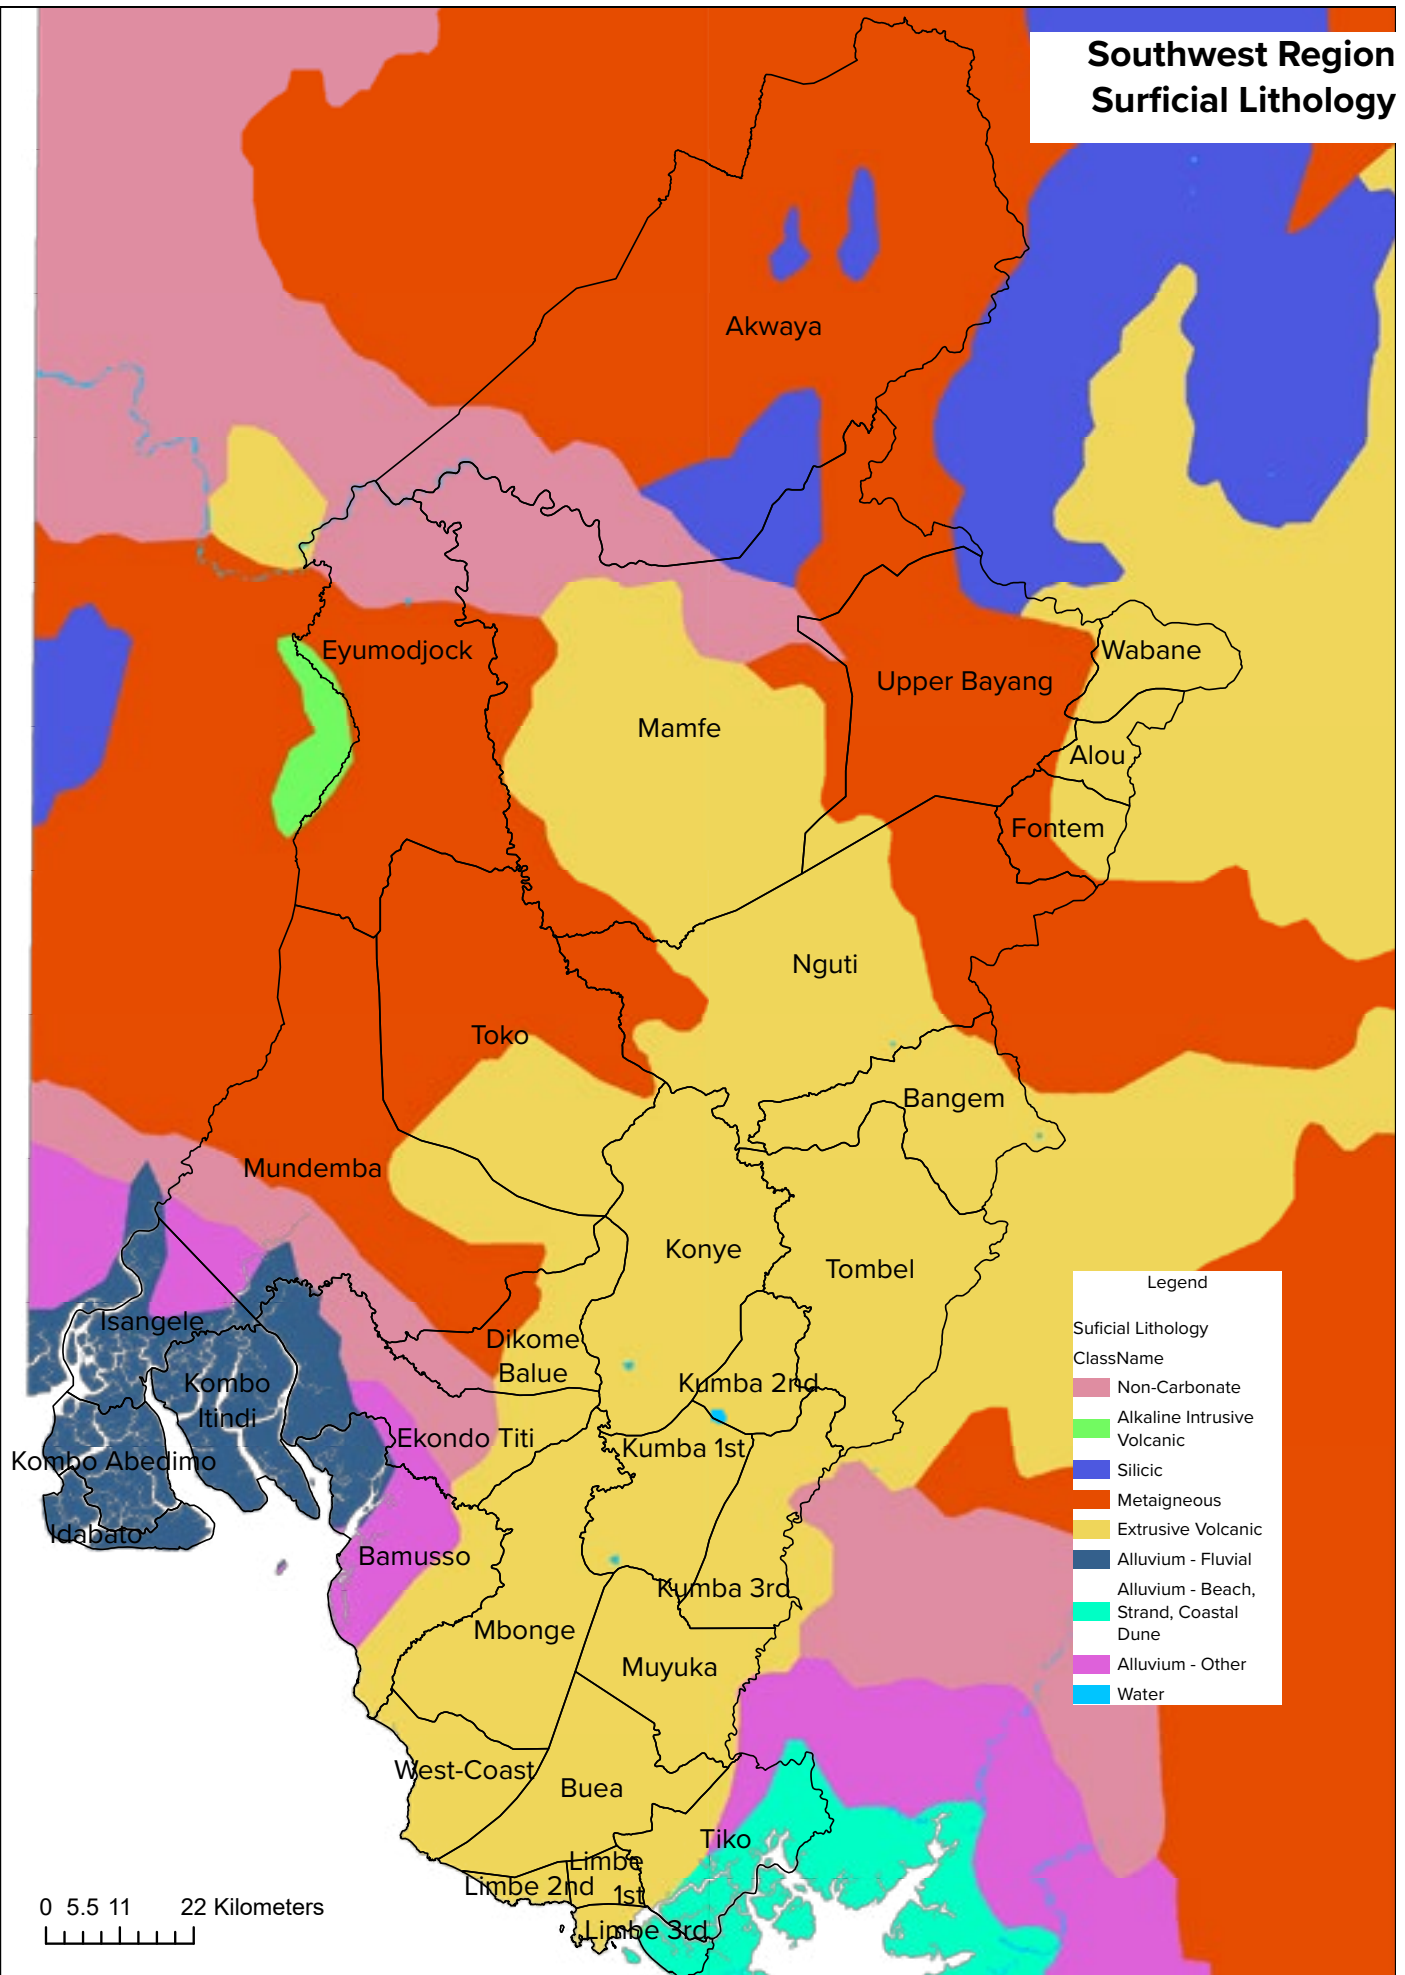 Southwest Region
Surficial Lithology
Akwaya
Eyumodjock
Wabane
Upper Bayang
Mamfe
Alou
Fontem
Nguti
Toko
Bangem
Mundemba
Konye
Tombel
Isangele
Dikome
Balue
Kombo
Itindi
Kumba 2nd
Ekondo Titi
Kumba 1st
Kombo Abedimo
Idabato
Bamusso
Kumba 3rd
Mbonge
Muyuka
West-Coast
Buea
Tiko
Limbe
1st
Limbe 2nd
Limbe 3rd
Legend
Suficial Lithology
ClassName
Non-Carbonate
Alkaline Intrusive
Volcanic
Silicic
Metaigneous
Extrusive Volcanic
Alluvium - Fluvial
Alluvium - Beach,
Strand, Coastal
Dune
Alluvium - Other
Water
0 5.5 11 22 Kilometers